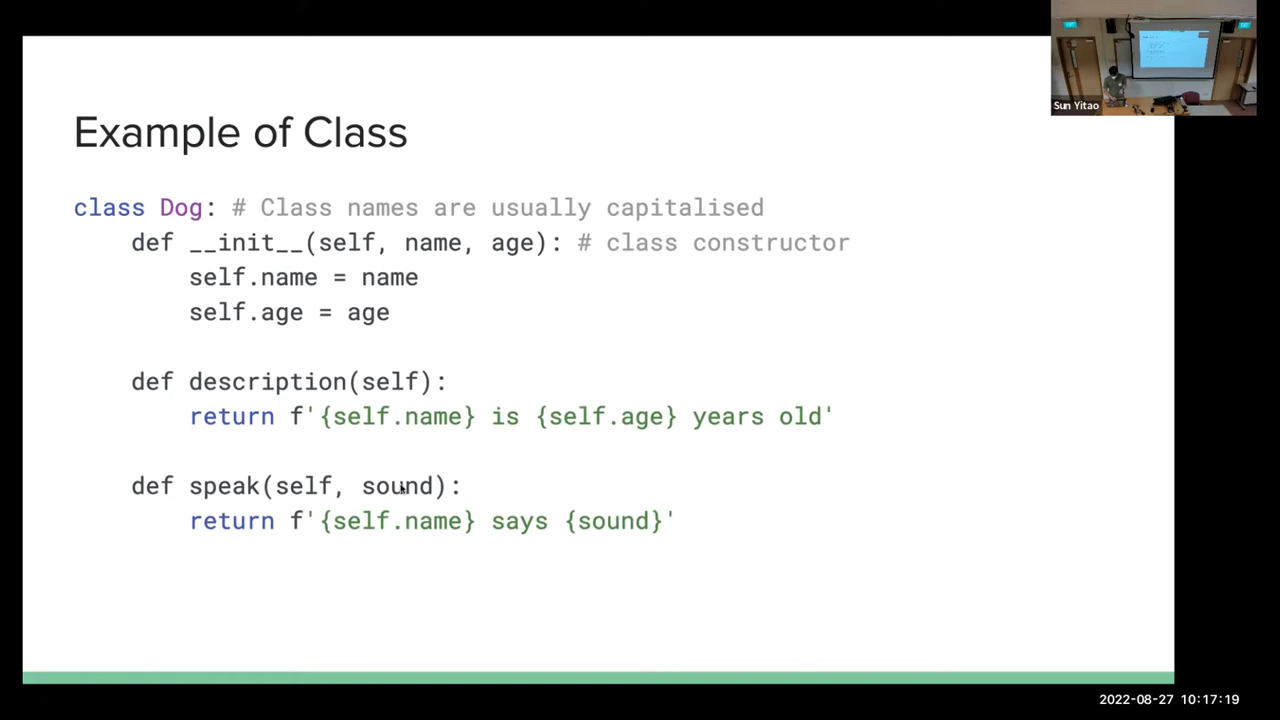 Example of Class
class Dog: # Class names are usually capitalised
def __init__(self, name, age): # class constructor
self.name = name
self.age = age
def description(self):
return f'{self.name} is {self.age} years old'
def speak(self, sound):
return f'{self.name} says {sound}'
Sun Yitao
2022-08-27 10:17:19